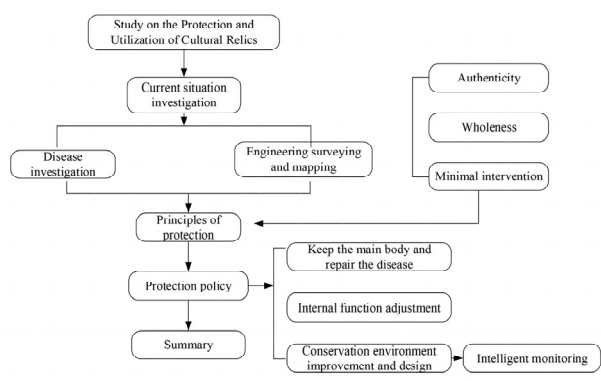 Study on the Protection and
Utilization of Cultural Relics
Current situation
investigation
Disease
investigation
Engineering surveying
and mapping
Authenticity
Wholeness
Minimal intervention
Principles of
protection
Protection policy
Summary
Keep the main body and
repair the disease
Internal function adjustment
Conservation environment
improvement and design
Intelligent monitoring